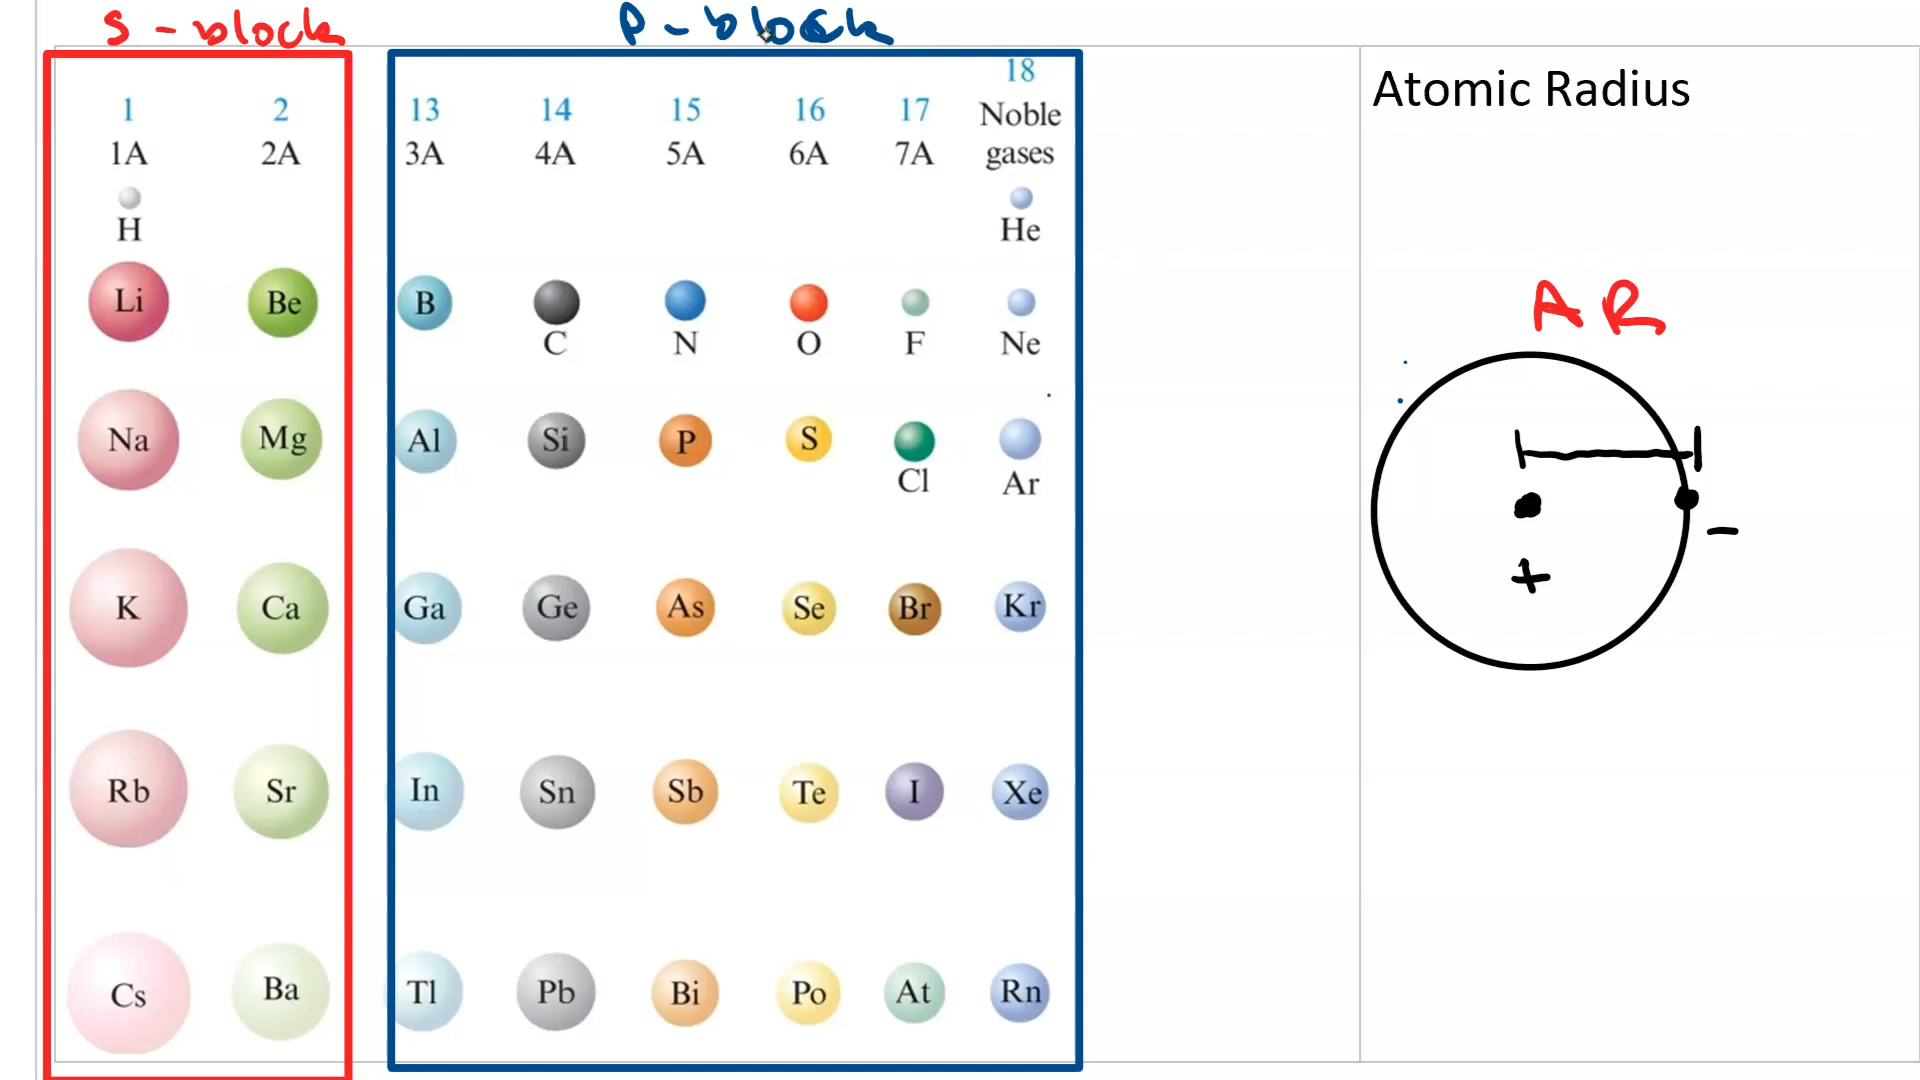 s - block
P - block
Atomic Radius
18
1 2 13 14 15 16 17 Noble
1A 2A 3A 4A 5A 6A 7A gases
H He
Li Be B C N O F Ne
Na Mg Al Si P S Cl Ar
K Ca Ga Ge As Se Br Kr
Rb Sr In Sn Sb Te I Xe
Cs Ba Tl Pb Bi Po At Rn
AR
-
+